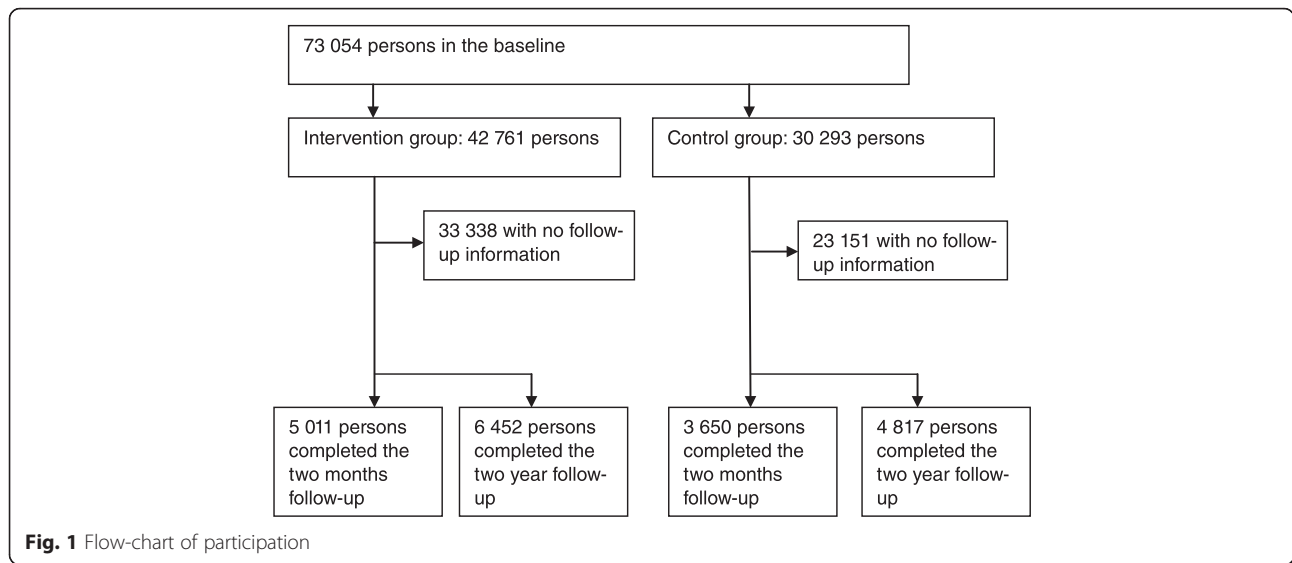 73 054 persons in the baseline
Intervention group: 42 761 persons
Control group: 30 293 persons
33 338 with no follow-
up information
23 151 with no follow-
up information
5 011 persons
completed the
two months
follow-up
6 452 persons
completed the
two year follow-
up
3 650 persons
completed the
two months
follow-up
4 817 persons
completed the
two year follow-
up
Fig. 1 Flow-chart of participation